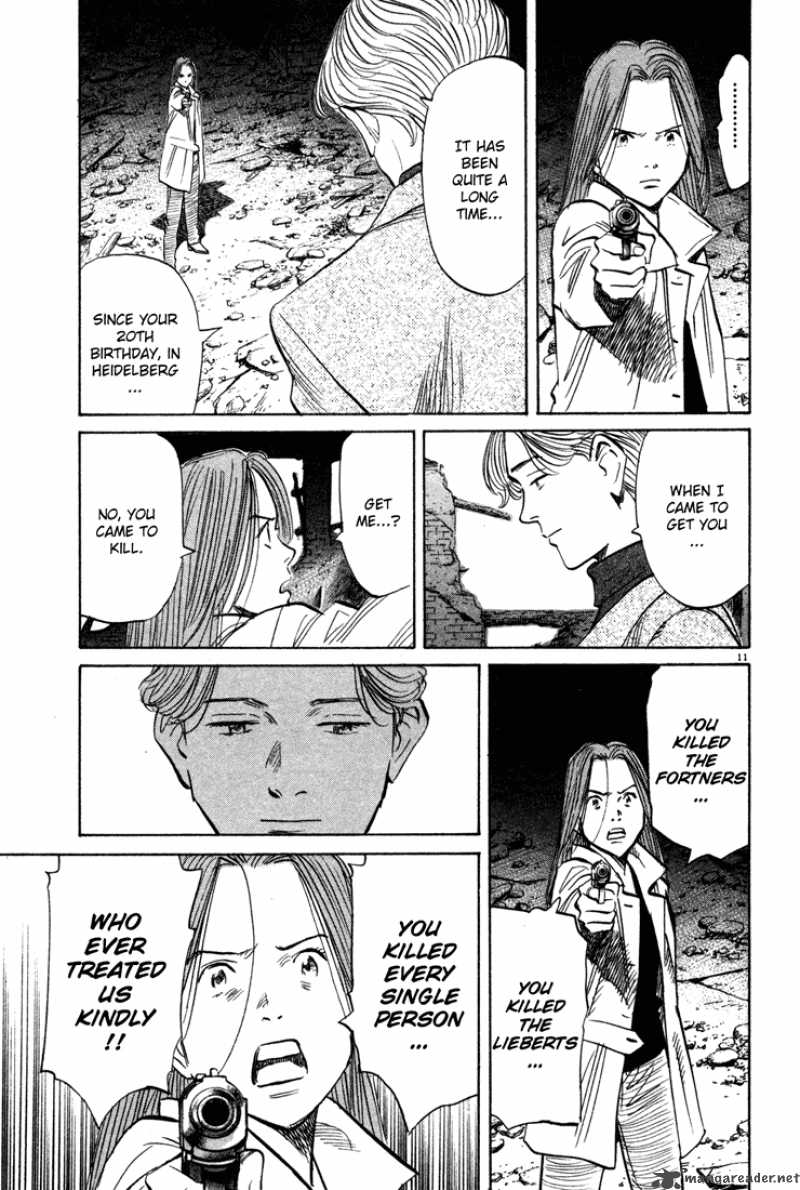 .........
IT HAS
BEEN
QUITE A
LONG
TIME...
SINCE YOUR
20TH
BIRTHDAY, IN
HEIDELBERG
...
WHEN I
CAME TO
GET YOU
...
GET
ME...?
NO, YOU
CAME TO
KILL.
11
YOU
KILLED
THE
FORTNERS
...
YOU
KILLED
THE
LIEBERTS
...
YOU
KILLED
EVERY
SINGLE
PERSON
...
WHO
EVER
TREATED
US
KINDLY
!!
mangareader.net